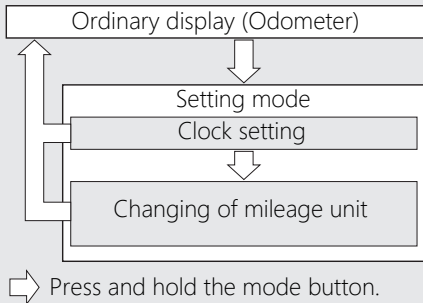 Ordinary display (Odometer)
Setting mode
Clock setting
Changing of mileage unit
Press and hold the mode button.